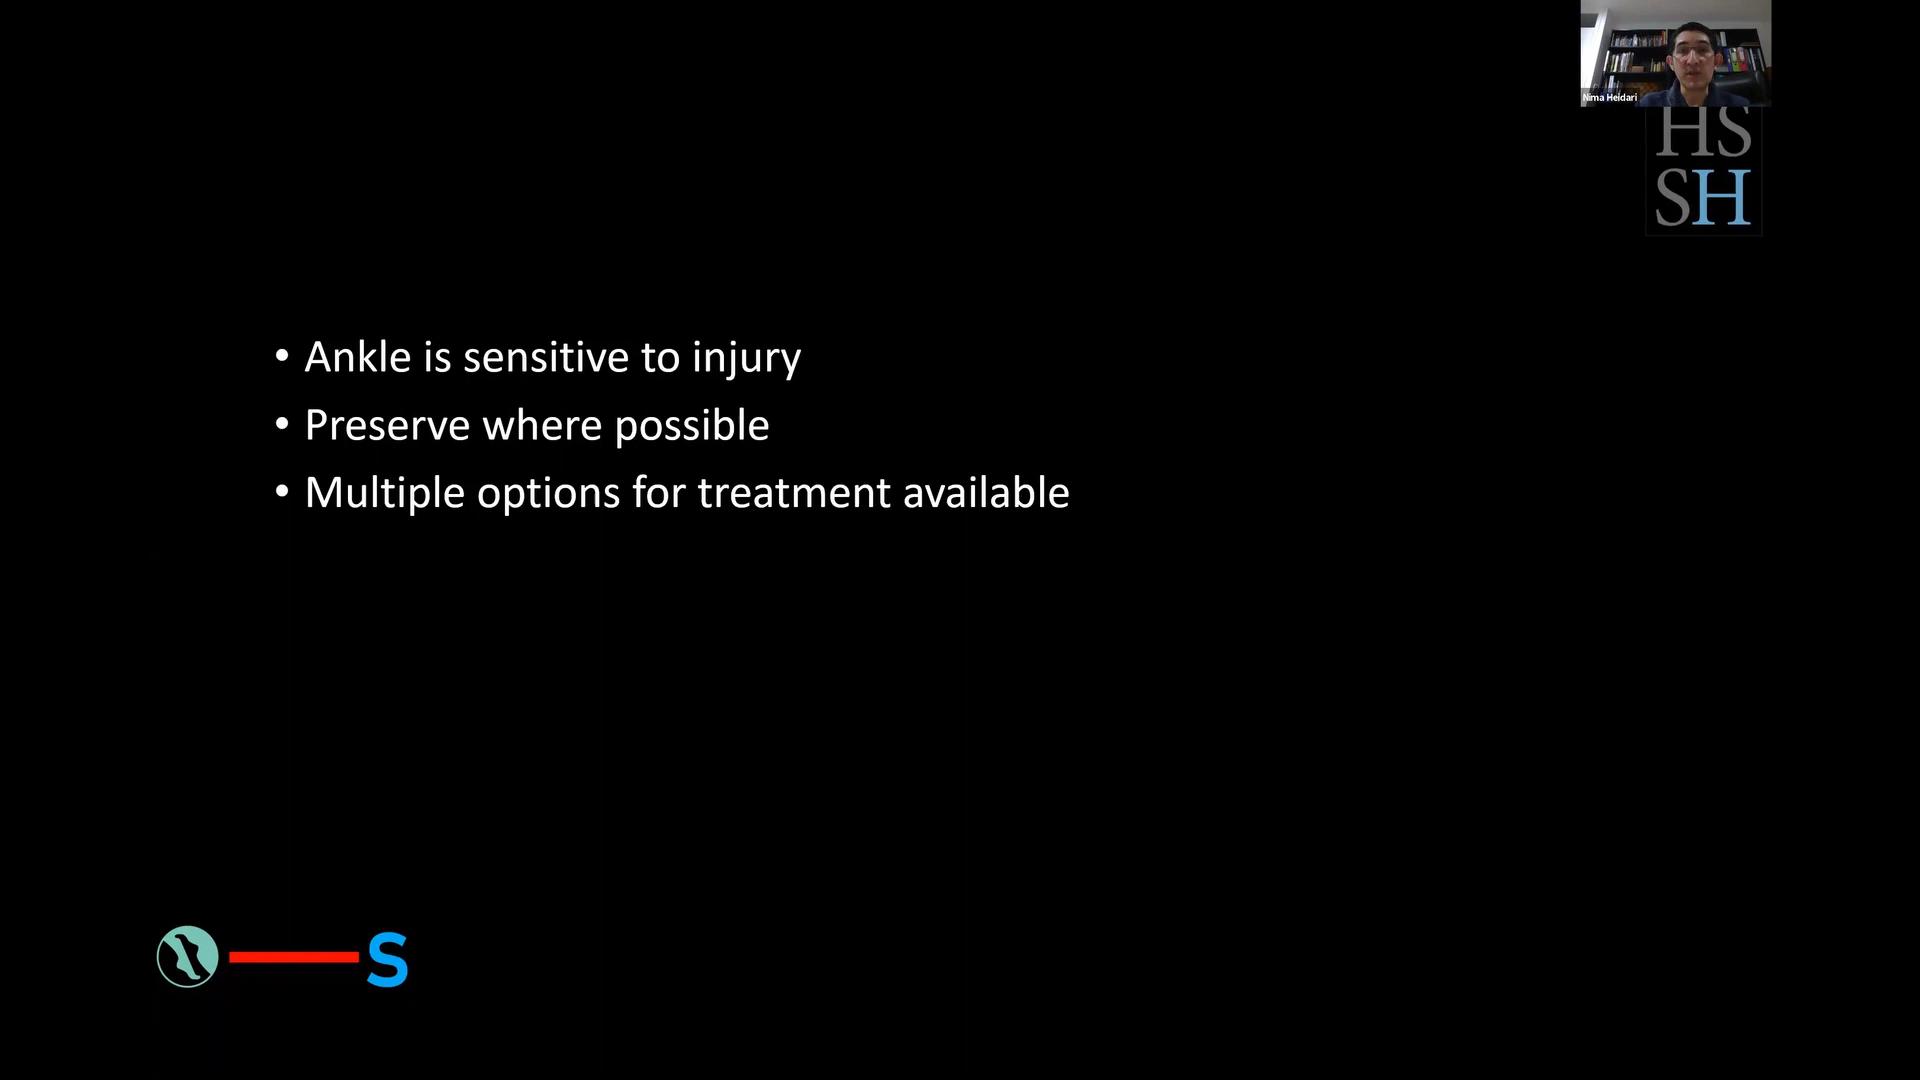 Nima Heidari
HS
SH
• Ankle is sensitive to injury
• Preserve where possible
• Multiple options for treatment available
S